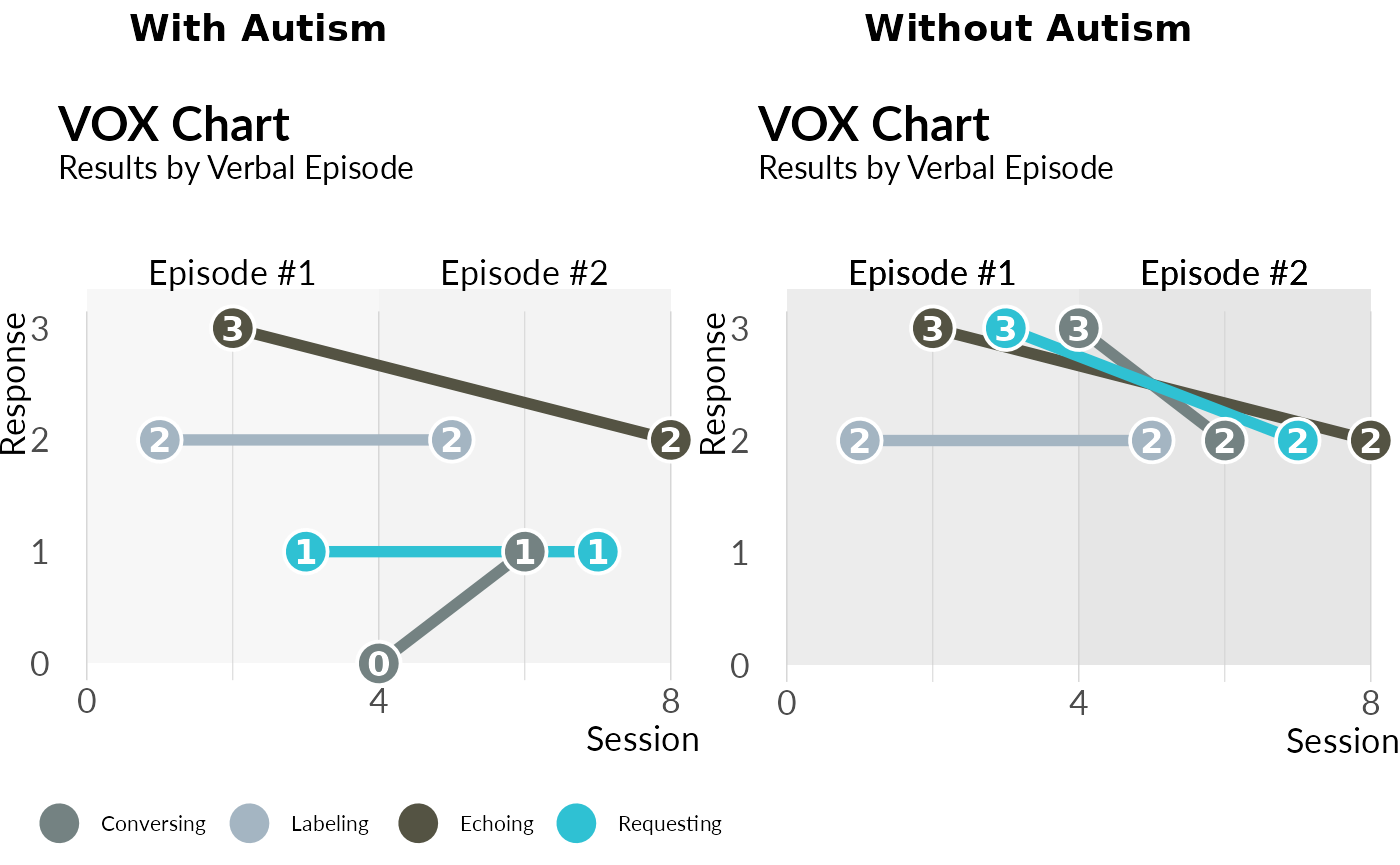 With Autism
Without Autism
VOX Chart
Results by Verbal Episode
Episode #1
Episode #2
Response
3
2
1
0
3
2
2
2
1
1
1
0
0
4
8
Session
VOX Chart
Results by Verbal Episode
Episode #1
Episode #2
Response
3
2
1
0
3
3
3
2
2
2
2
2
0
4
8
Session
Conversing
Labeling
Echoing
Requesting